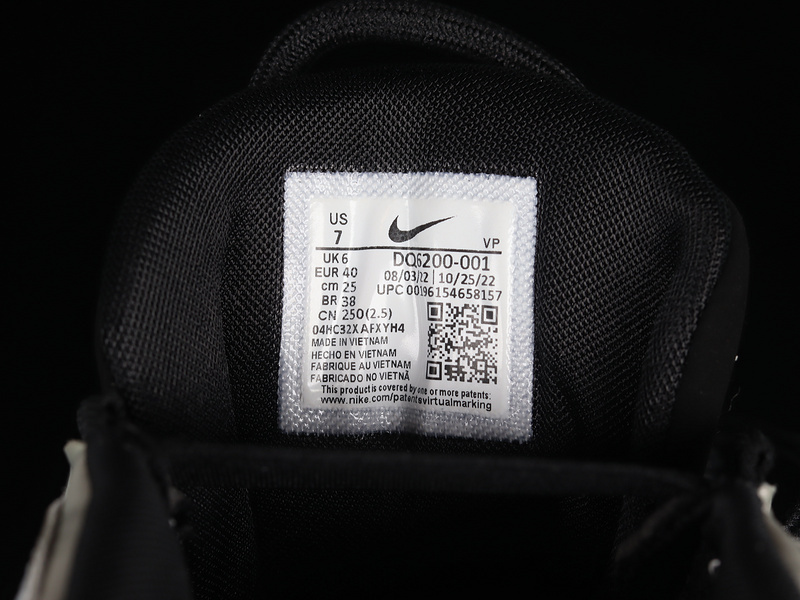 US
7
VP
UK 6
DQ6200-001
EUR 40
08/03/22 | 10/25/22
cm 25
UPC 00196154658157
BR 38
CN 250(2.5)
04HC32X AFXYH4
MADE IN VIETNAM
HECHO EN VIETNAM
FABRIQUE AU VIETNAM
FABRICADO NO VIETNÃ
This product is covered by one or more patents:
www.nike.com/patentsvirtualmarking